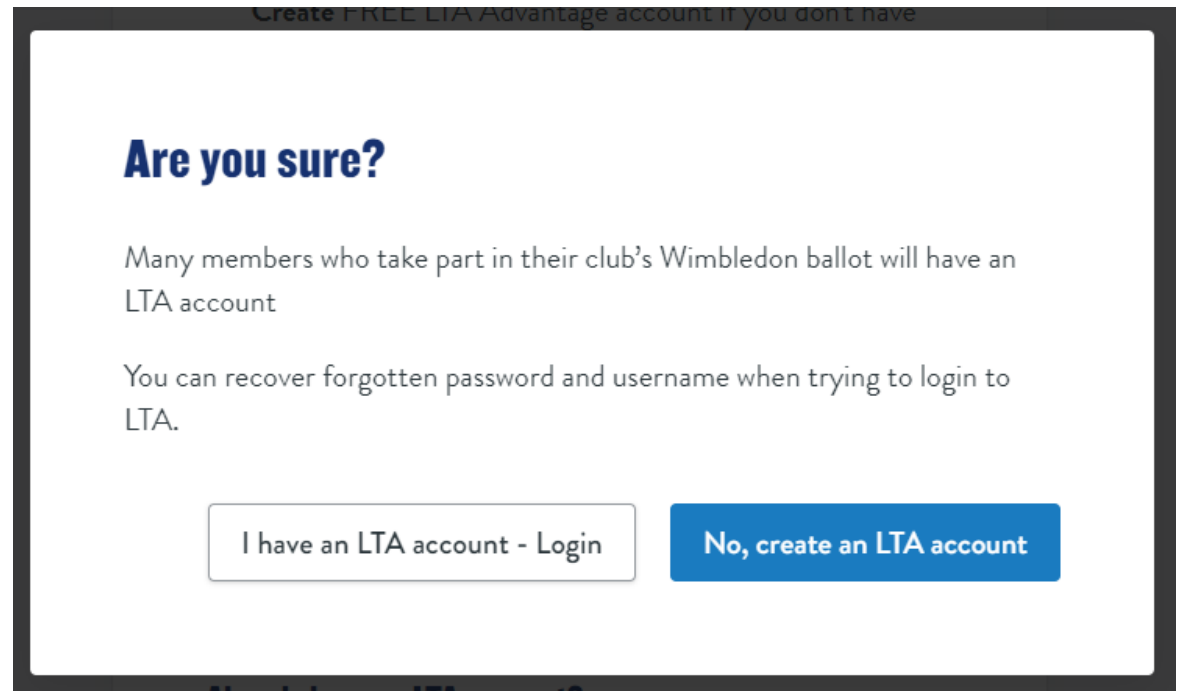 Create FREE LTA Advantage account if you don't have
Are you sure?
Many members who take part in their club's Wimbledon ballot will have an
LTA account
You can recover forgotten password and username when trying to login to
LTA.
I have an LTA account - Login
No, create an LTA account